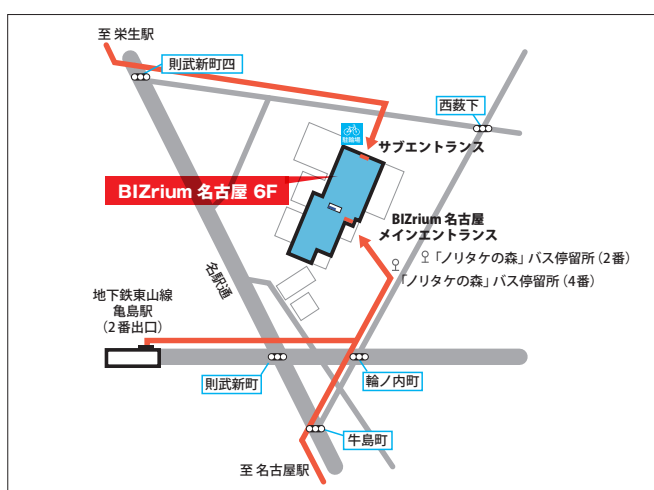 至 栄生駅
則武新町四
西薮下
駐輪場
サブエントランス
BIZrium 名古屋 6F
BIZrium 名古屋
メインエントランス
「ノリタケの森」バス停留所（2番）
「ノリタケの森」バス停留所（4番）
名駅通
地下鉄東山線
亀島駅
（2番出口）
則武新町
輪ノ内町
牛島町
至 名古屋駅